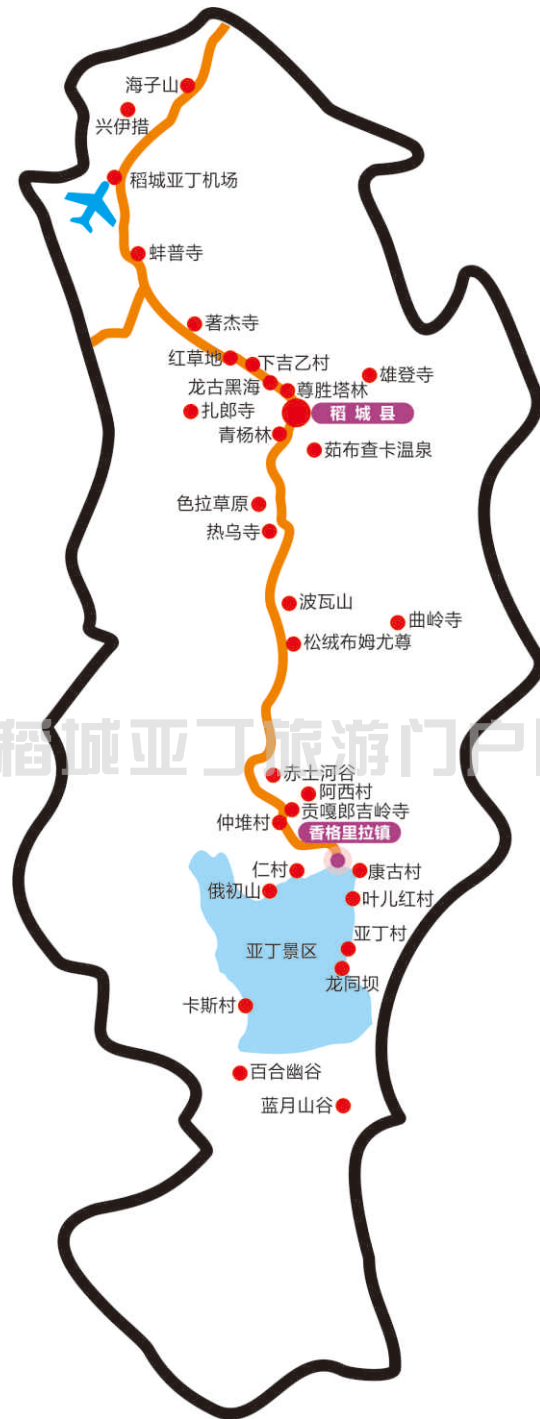 海子山
兴伊措
稻城亚丁机场
蚌普寺
著杰寺
红草地
下吉乙村
雄登寺
龙古黑海
尊胜塔林
扎郎寺
稻城县
青杨林
茹布查卡温泉
色拉草原
热乌寺
波瓦山
曲岭寺
松绒布姆尤尊
稻城亚丁旅游门户网
赤土河谷
阿西村
贡嘎郎吉岭寺
仲堆村
香格里拉镇
仁村
康古村
俄初山
叶儿红村
亚丁村
亚丁景区
龙同坝
卡斯村
百合幽谷
蓝月山谷